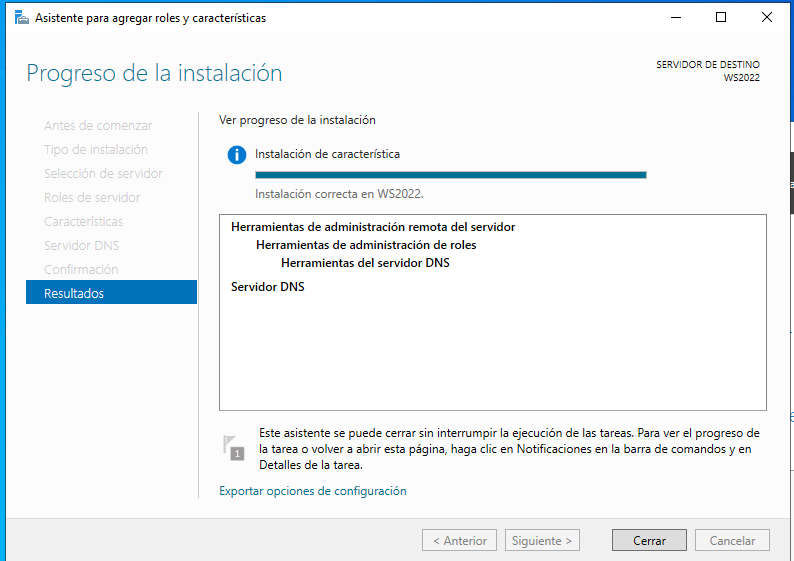 Asistente para agregar roles y características
Progreso de la instalación
SERVIDOR DE DESTINO
WS2022
Antes de comenzar
Tipo de instalación
Selección de servidor
Roles de servidor
Características
Servidor DNS
Confirmación
Resultados
Ver progreso de la instalación
Instalación de característica
Instalación correcta en WS2022.
Herramientas de administración remota del servidor
Herramientas de administración de roles
Herramientas del servidor DNS
Servidor DNS
1
Este asistente se puede cerrar sin interrumpir la ejecución de las tareas. Para ver el progreso de
la tarea o volver a abrir esta página, haga clic en Notificaciones en la barra de comandos y en
Detalles de la tarea.
Exportar opciones de configuración
< Anterior
Siguiente >
Cerrar
Cancelar